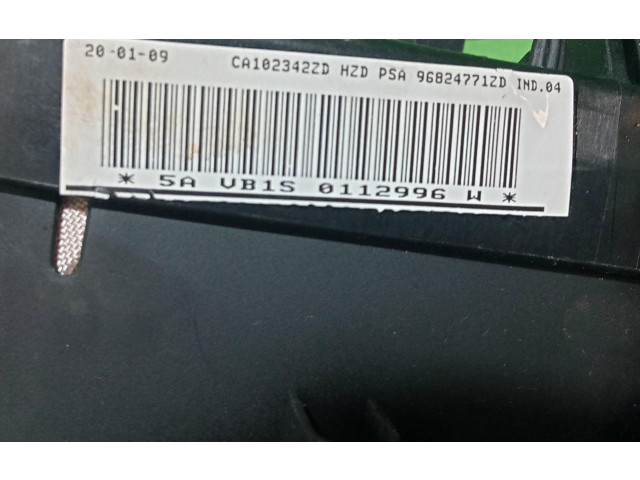 20-01-09 CA102342ZD HZD PSA 96824771ZD IND.04
* 5A VB1S 0112996 W *